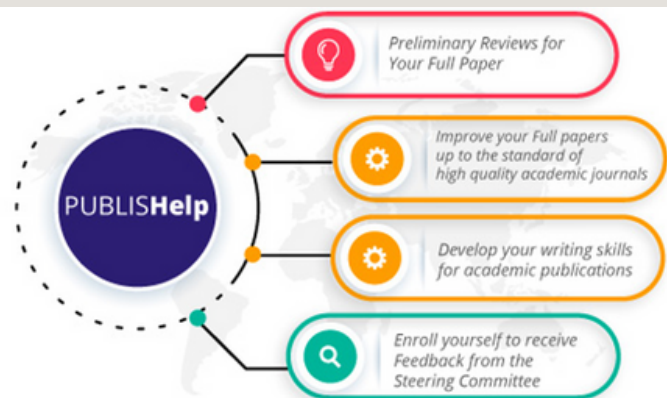 PUBLISHelp
Preliminary Reviews for
Your Full Paper
Improve your Full papers
up to the standard of
high quality academic journals
Develop your writing skills
for academic publications
Enroll yourself to receive
Feedback from the
Steering Committee